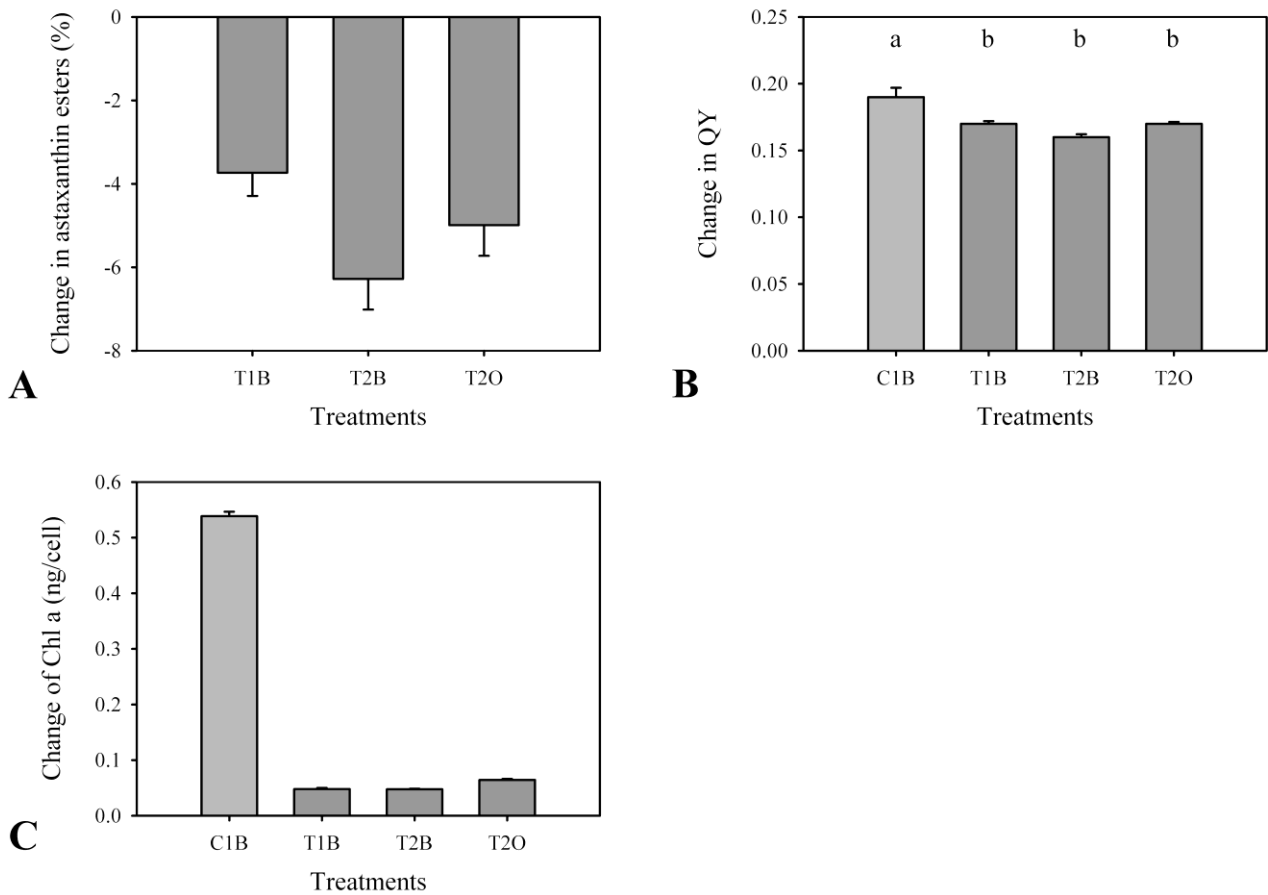 Change in astaxanthin esters (%)
0
-2
-4
-6
-8
T1B T2B T2O
Treatments
A
Change in QY
0.25
0.20
0.15
0.10
0.05
0.00
a b b b
C1B T1B T2B T2O
Treatments
B
Change of Chl a (ng/cell)
0.6
0.5
0.4
0.3
0.2
0.1
0.0
C1B T1B T2B T2O
Treatments
C